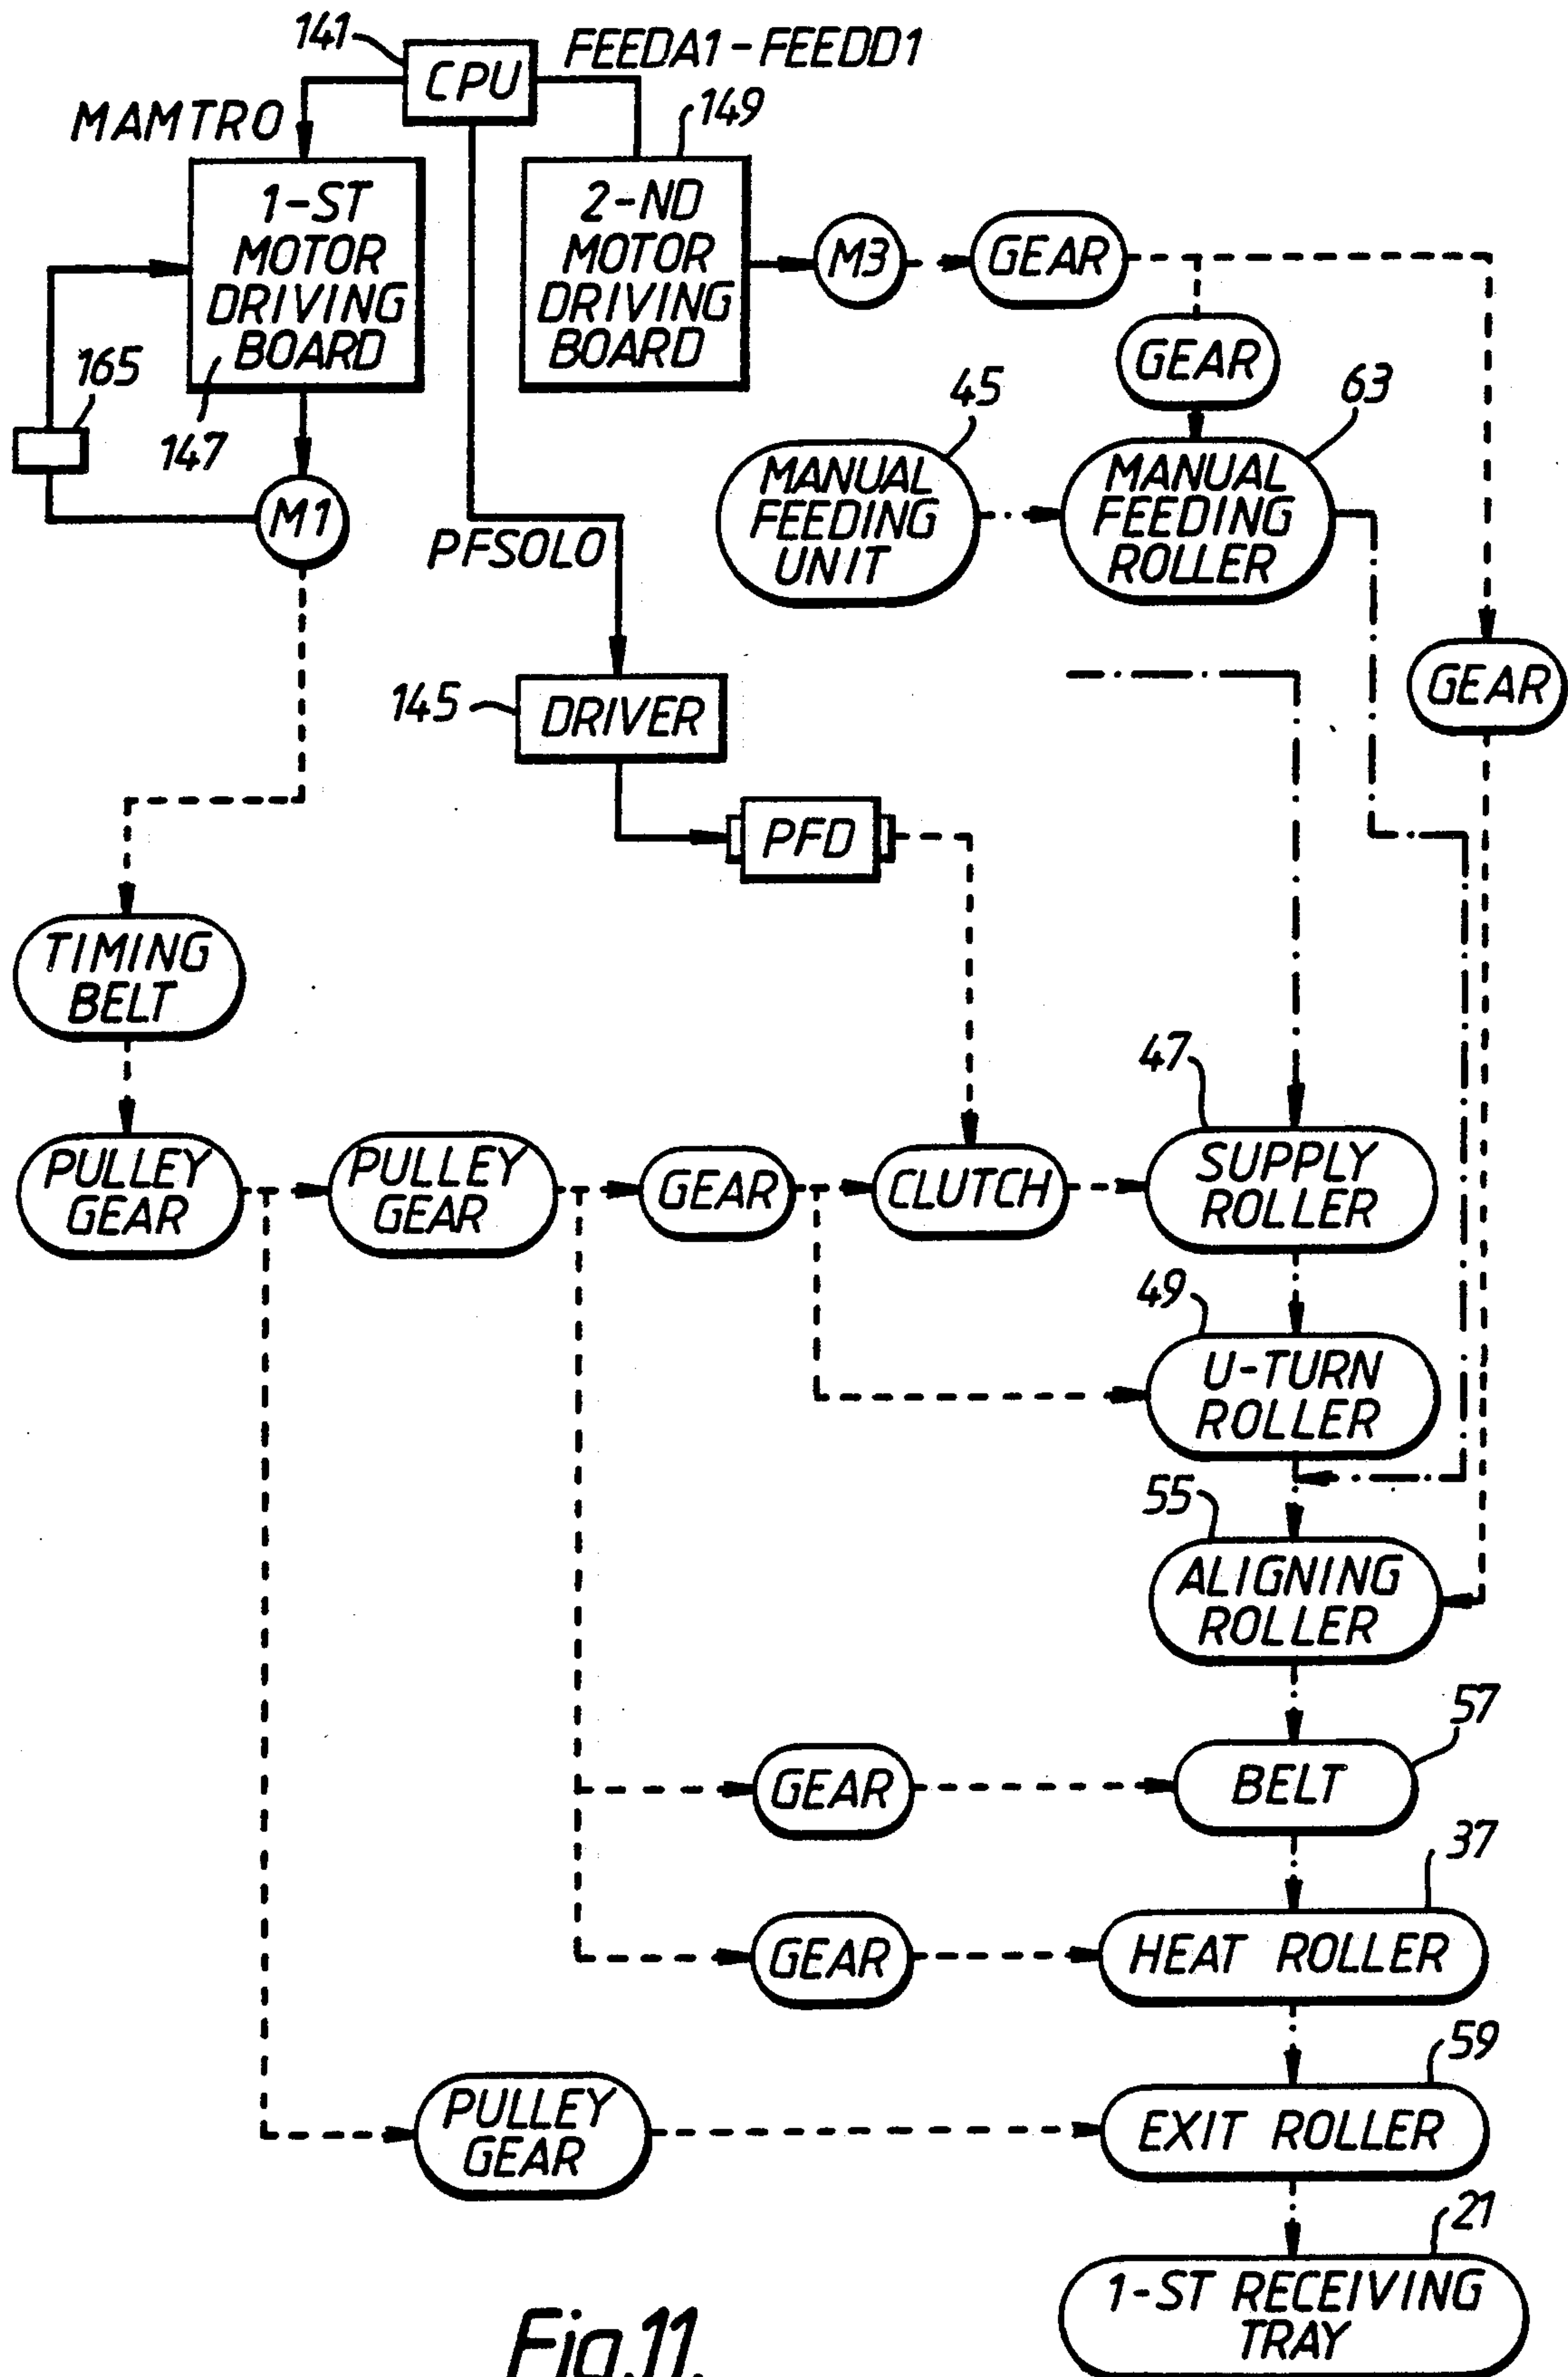 141
CPU
FEEDA1-FEEDD1
MAMTRO
149
1-ST
MOTOR
DRIVING
BOARD
147
2-ND
MOTOR
DRIVING
BOARD
M3
GEAR
GEAR
165
M1
PFSOLO
45
MANUAL
FEEDING
UNIT
63
MANUAL
FEEDING
ROLLER
GEAR
145
DRIVER
PFD
TIMING
BELT
47
PULLEY
GEAR
PULLEY
GEAR
GEAR
CLUTCH
SUPPLY
ROLLER
49
U-TURN
ROLLER
55
ALIGNING
ROLLER
57
GEAR
BELT
37
GEAR
HEAT ROLLER
59
PULLEY
GEAR
EXIT ROLLER
21
1-ST RECEIVING
TRAY
Fig.11.